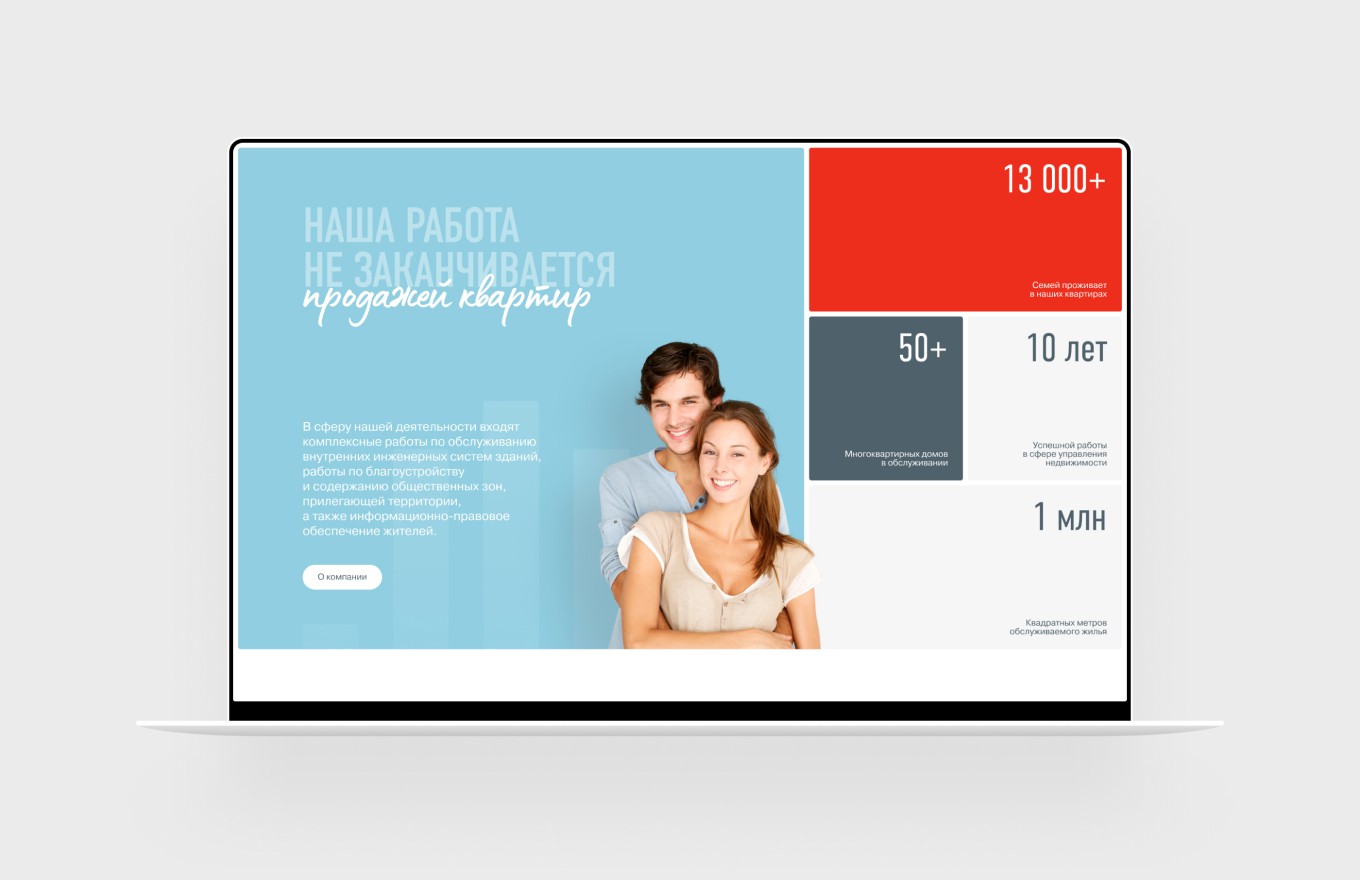 НАША РАБОТА
НЕ ЗАКАНЧИВАЕТСЯ
продажей квартир
В сферу нашей деятельности входят
комплексные работы по обслуживанию
внутренних инженерных систем зданий,
работы по благоустройству
и содержанию общественных зон,
прилегающей территории,
а также информационно-правовое
обеспечение жителей.
О компании
13 000+
Семей проживает
в наших квартирах
50+
Многоквартирных домов
в обслуживании
10 лет
Успешной работы
в сфере управления
недвижимости
1 млн
Квадратных метров
обслуживаемого жилья